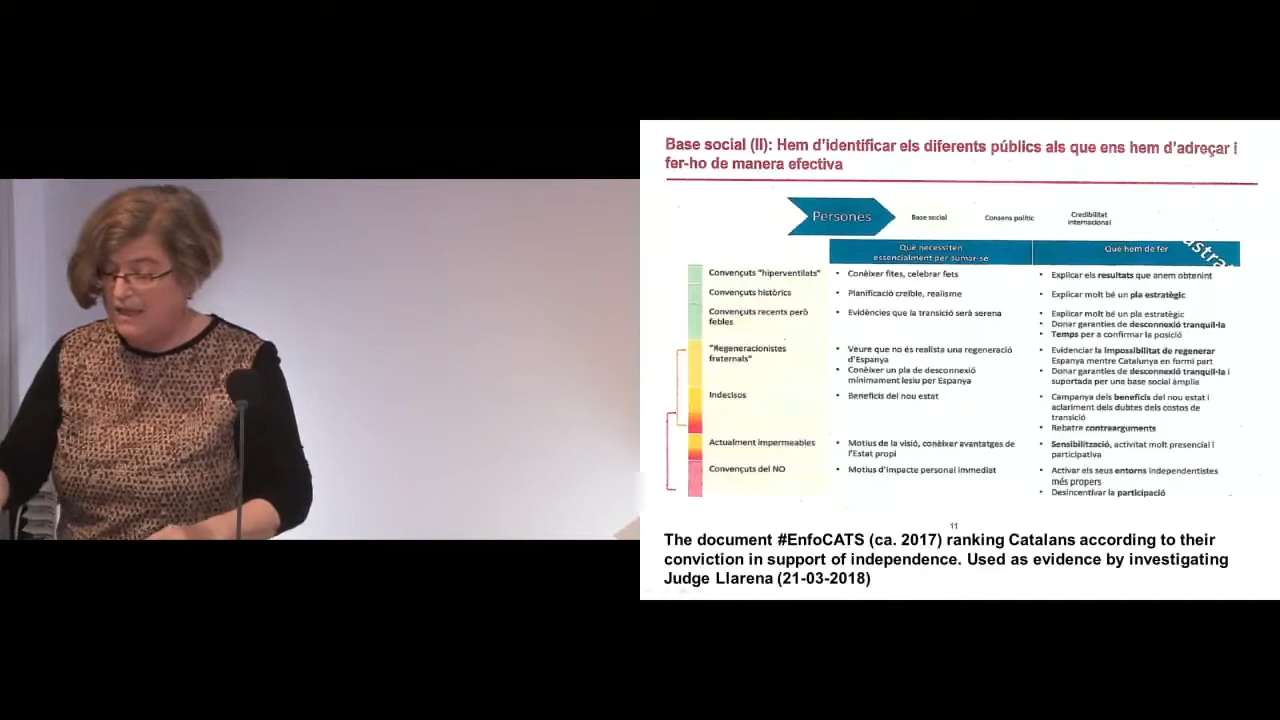 Base social (II): Hem d'identificar els diferents públics als que ens hem d'adreçar i
fer-ho de manera efectiva
Persones
Base social
Consens polític
Credibilitat
internacional
Què necessiten
essencialment per sumar-se
Què hem de fer
Convençuts "hiperventilats"
• Conèixer fites, celebrar fets
• Explicar els resultats que anem obtenint
Convençuts històrics
• Planificació creïble, realisme
• Explicar molt bé un pla estratègic
Convençuts recents però
febles
• Evidències que la transició serà serena
• Explicar molt bé un pla estratègic
• Donar garanties de desconnexió tranquil·la
• Temps per a confirmar la posició
"Regeneracionistes
fraternals"
• Veure que no és realista una regeneració
d'Espanya
• Conèixer un pla de desconnexió
mínimament lesiu per Espanya
• Evidenciar la impossibilitat de regenerar
Espanya mentre Catalunya en formi part
• Donar garanties de desconnexió tranquil·la i
suportada per una base social àmplia
Indecisos
• Beneficis del nou estat
• Campanya dels beneficis del nou estat i
aclariment dels dubtes dels costos de
transició
• Rebatre contraarguments
Actualment impermeables
• Motius de la visió, conèixer avantatges de
l'Estat propi
• Sensibilització, activitat molt presencial i
participativa
Convençuts del NO
• Motius d'impacte personal immediat
• Activar els seus entorns independentistes
més propers
• Desincentivar la participació
11
The document #EnfoCATS (ca. 2017) ranking Catalans according to their
conviction in support of independence. Used as evidence by investigating
Judge Llarena (21-03-2018)